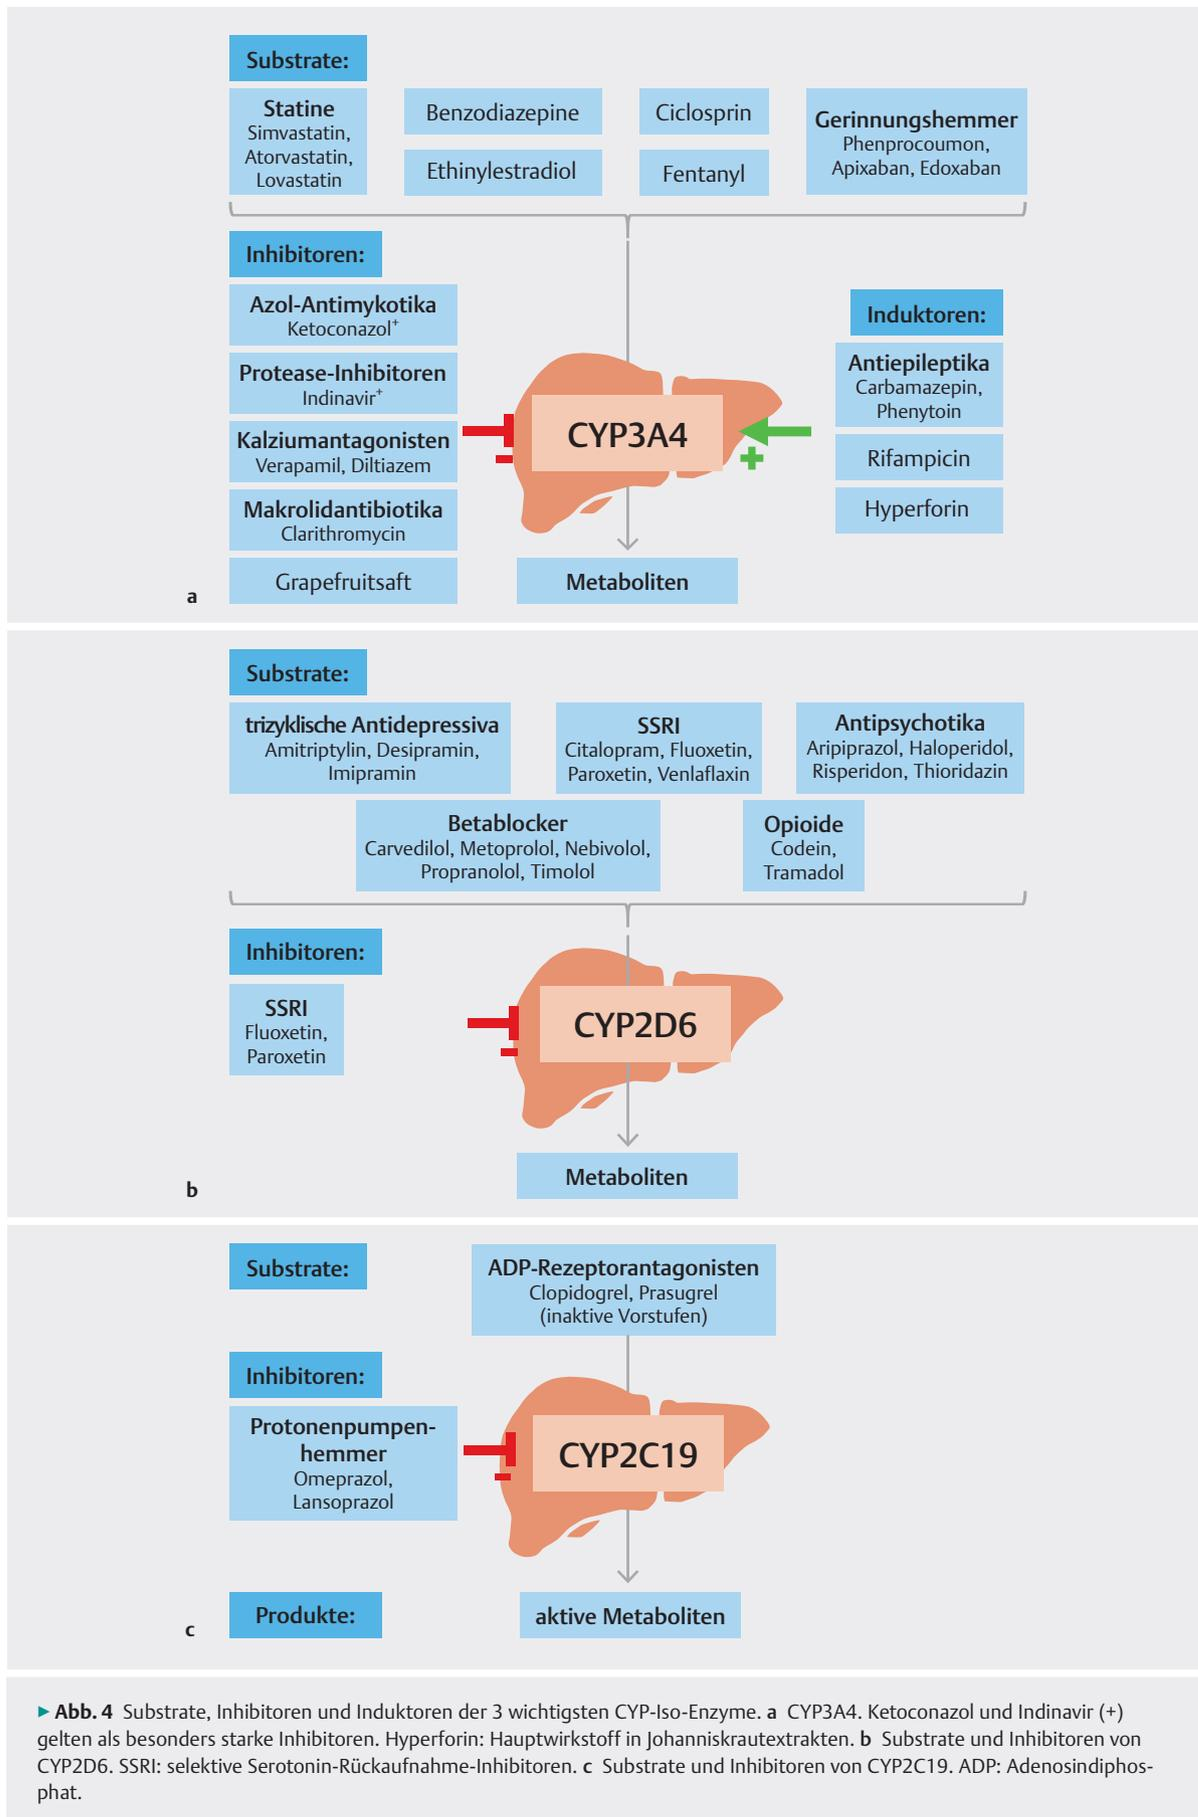 Substrate:
Statine
Simvastatin,
Atorvastatin,
Lovastatin
Benzodiazepine
Ethinylestradiol
Ciclosprin
Fentanyl
Gerinnungshemmer
Phenprocoumon,
Apixaban, Edoxaban
Inhibitoren:
Azol-Antimykotika
Ketoconazol⁺
Protease-Inhibitoren
Indinavir⁺
Kalziumantagonisten
Verapamil, Diltiazem
Makrolidantibiotika
Clarithromycin
Grapefruitsaft
CYP3A4
Induktoren:
Antiepileptika
Carbamazepin,
Phenytoin
Rifampicin
Hyperforin
Metaboliten
a
Substrate:
trizyklische Antidepressiva
Amitriptylin, Desipramin,
Imipramin
SSRI
Citalopram, Fluoxetin,
Paroxetin, Venlaflaxin
Antipsychotika
Aripiprazol, Haloperidol,
Risperidon, Thioridazin
Betablocker
Carvedilol, Metoprolol, Nebivolol,
Propranolol, Timolol
Opioide
Codein,
Tramadol
Inhibitoren:
SSRI
Fluoxetin,
Paroxetin
CYP2D6
Metaboliten
b
Substrate:
ADP-Rezeptorantagonisten
Clopidogrel, Prasugrel
(inaktive Vorstufen)
Inhibitoren:
Protonenpumpen-
hemmer
Omeprazol,
Lansoprazol
CYP2C19
Produkte:
aktive Metaboliten
c
▶ Abb. 4 Substrate, Inhibitoren und Induktoren der 3 wichtigsten CYP-Iso-Enzyme. a CYP3A4. Ketoconazol und Indinavir (+)
gelten als besonders starke Inhibitoren. Hyperforin: Hauptwirkstoff in Johanniskrautextrakten. b Substrate und Inhibitoren von
CYP2D6. SSRI: selektive Serotonin-Rückaufnahme-Inhibitoren. c Substrate und Inhibitoren von CYP2C19. ADP: Adenosindiphos-
phat.